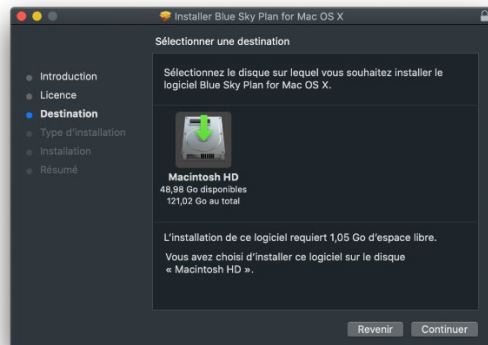 Installer Blue Sky Plan for Mac OS X
Sélectionner une destination
Introduction
Licence
Destination
Type d'installation
Installation
Résumé
Sélectionnez le disque sur lequel vous souhaitez installer le
logiciel Blue Sky Plan for Mac OS X.
Macintosh HD
48,98 Go disponibles
121,02 Go au total
L'installation de ce logiciel requiert 1,05 Go d'espace libre.
Vous avez choisi d'installer ce logiciel sur le disque
« Macintosh HD ».
Revenir
Continuer